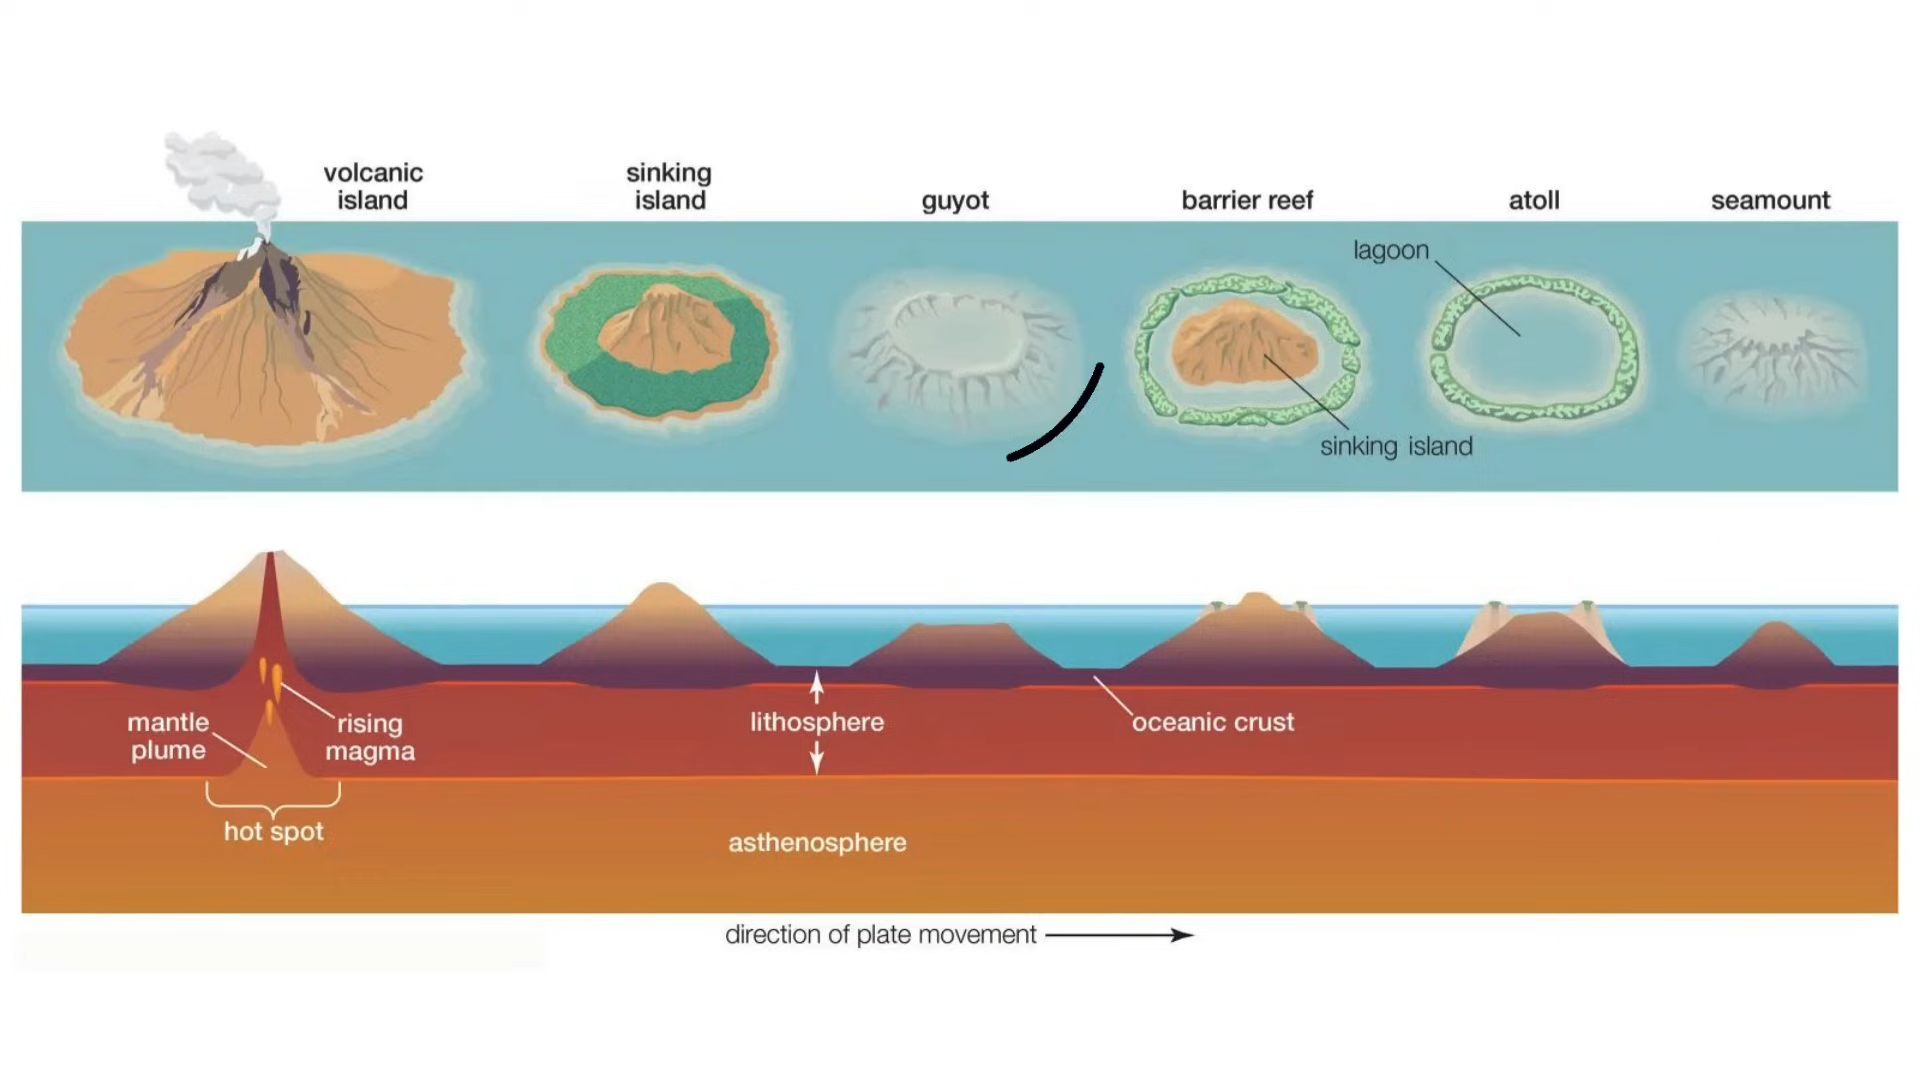 volcanic
island
sinking
island
guyot
barrier reef
atoll
seamount
lagoon
sinking island
mantle
plume
rising
magma
lithosphere
oceanic crust
hot spot
asthenosphere
direction of plate movement